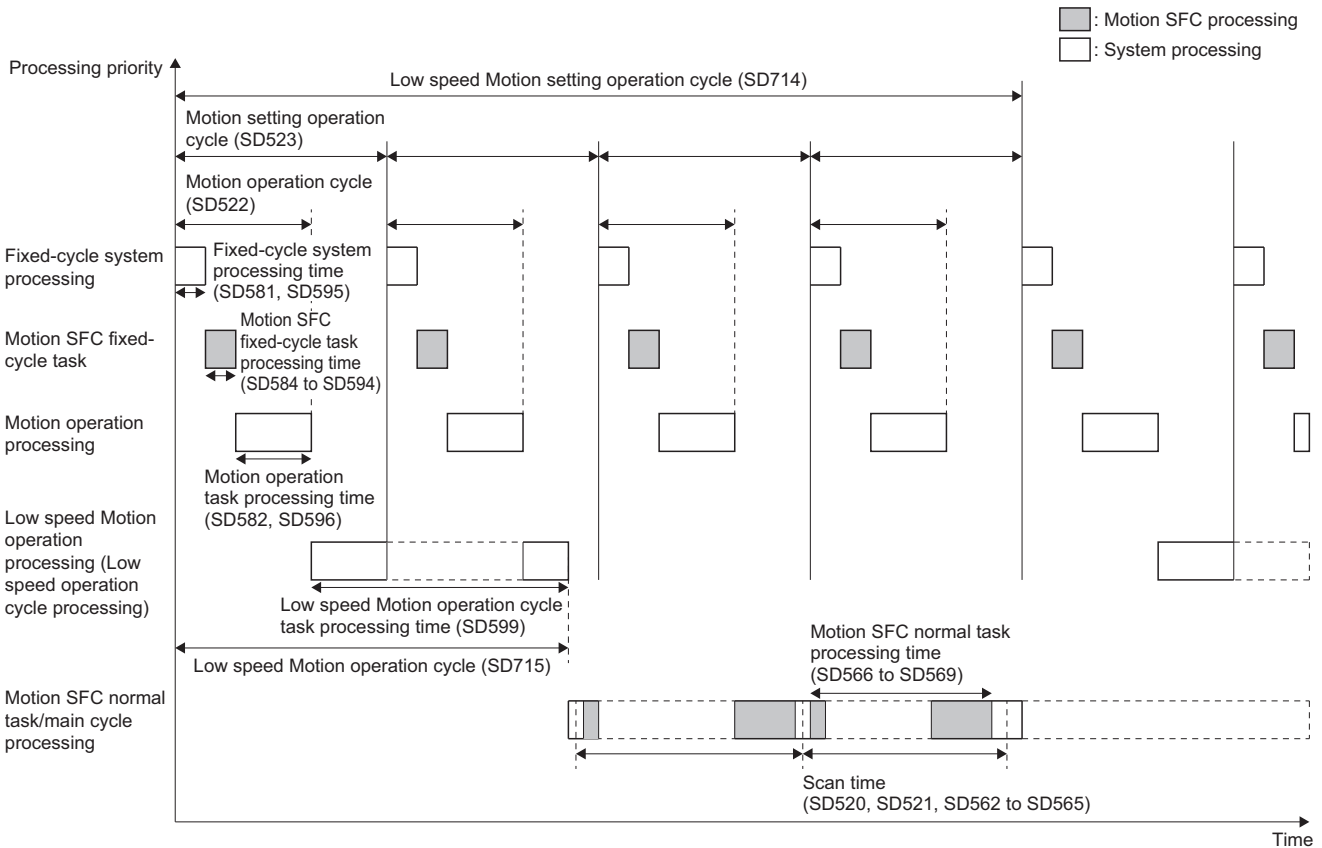 : Motion SFC processing
: System processing
Processing priority
Low speed Motion setting operation cycle (SD714)
Motion setting operation
cycle (SD523)
Motion operation cycle
(SD522)
Fixed-cycle system
processing
Fixed-cycle system
processing time
(SD581, SD595)
Motion SFC fixed-
cycle task
Motion SFC
fixed-cycle task
processing time
(SD584 to SD594)
Motion operation
processing
Motion operation
task processing time
(SD582, SD596)
Low speed Motion
operation
processing (Low
speed operation
cycle processing)
Low speed Motion operation cycle
task processing time (SD599)
Low speed Motion operation cycle (SD715)
Motion SFC normal task
processing time
(SD566 to SD569)
Motion SFC normal
task/main cycle
processing
Scan time
(SD520, SD521, SD562 to SD565)
Time